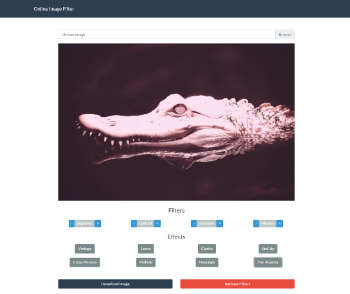 Online Image Filter
Choose image
Browse
Filters
Effects
Vintage
Lomo
Clarity
Sin City
Cross Process
Pinhole
Nostalgia
Her Majesty
Download Image
Remove Filters